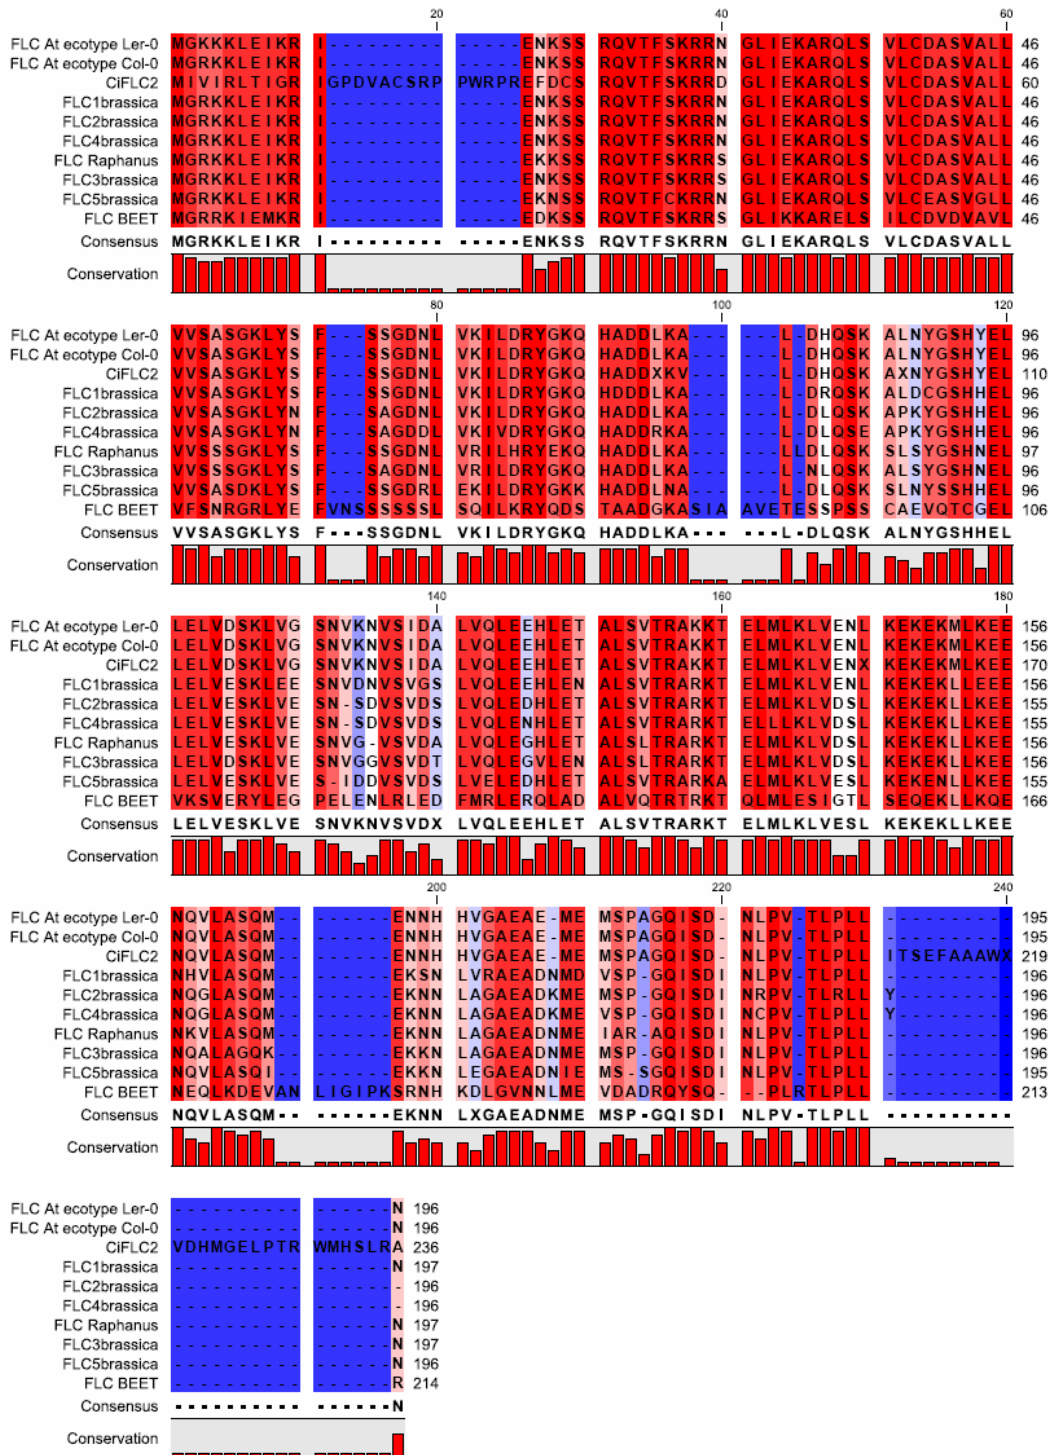 20 40 60
FLC At ecotype Ler-0 MGKKKLEIKR I--------- -----ENKSS RQVTFSKRRN GLIEKARQLS VLCDASVALL 46
FLC At ecotype Col-0 MGRKKLEIKR I--------- -----ENKSS RQVTFSKRRN GLIEKARQLS VLCDASVALL 46
CiFLC2 MIVIRLTIGR IGPDVACSRP PWRPREFDCS RQVTFSKRRD GLIEKARQLS VLCDASVALL 60
FLC1brassica MGRKKLEIKR I--------- -----ENKSS RQVTFSKRRN GLIEKARQLS VLCDASVALL 46
FLC2brassica MGRKKLEIKR I--------- -----ENKSS RQVTFSKRRN GLIEKARQLS VLCDASVALL 46
FLC4brassica MGRKKLEIKR I--------- -----ENKSS RQVTFSKRRN GLIEKARQLS VLCDASVALL 46
FLC Raphanus MGRKKLEIKR I--------- -----EKKSS RQVTFSKRRS GLIEKARQLS VLCDASVALL 46
FLC3brassica MGRKKLEIKR I--------- -----ENKSS RQVTFSKRRS GLIEKARQLS VLCDASVALL 46
FLC5brassica MGRKKLEIKR I--------- -----EKNSS RQVTFCKRRN GLIEKARQLS VLCEASVGLL 46
FLC BEET MGRRKIEMKR I--------- -----EDKSS RQVTFSKRRS GLIKKARELS ILCDVDVAVL 46
Consensus MGRKKLEIKR I--------- -----ENKSS RQVTFSKRRN GLIEKARQLS VLCDASVALL
Conservation
80 100 120
FLC At ecotype Ler-0 VVSASGKLYS F---SSGDNL VKILDRYGKQ HADDLKA--- ---L-DHQSK ALNYGSHYEL 96
FLC At ecotype Col-0 VVSASGKLYS F---SSGDNL VKILDRYGKQ HADDLKA--- ---L-DHQSK ALNYGSHYEL 96
CiFLC2 VVSASGKLYS F---SSGDNL VKILDRYGKQ HADDXKV--- ---L-DHQSK AXNYGSHYEL 110
FLC1brassica VVSASGKLYS F---SSGDNL VKILDRYGKQ HADDLKA--- ---L-DRQSK ALDCGSHHEL 96
FLC2brassica VVSASGKLYN F---SAGDNL VKILDRYGKQ HADDLKA--- ---L-DLQSK APKYGSHHEL 96
FLC4brassica VVSASGKLYN F---SAGDDL VKIVDRYGKQ HADDRKA--- ---L-DLQSE APKYGSHHEL 96
FLC Raphanus VVSSSGKLYS F---SSGDNL VRILHRYEKQ HADDLKA--- ---LLDLQSK SLSYGSHNEL 97
FLC3brassica VVSASGKLYS F---SAGDNL VRILDRYGKQ HADDLKA--- ---L-NLQSK ALSYGSHNEL 96
FLC5brassica VVSASDKLYS F---SSGDRL EKILDRYGKK HADDLNA--- ---L-DLQSK SLNYSSHHEL 96
FLC BEET VFSNRGRLYE FVNSSSSSSL SQILKRYQDS TAADGKASIA AVETESSPSS CAEVQTCGEL 106
Consensus VVSASGKLYS F---SSGDNL VKILDRYGKQ HADDLKA--- ---L-DLQSK ALNYGSHHEL
Conservation
140 160 180
FLC At ecotype Ler-0 LELVDSKLVG SNVKNVSIDA LVQLEEHLET ALSVTRAKKT ELMLKLVENL KEKEKMLKEE 156
FLC At ecotype Col-0 LELVDSKLVG SNVKNVSIDA LVQLEEHLET ALSVTRAKKT ELMLKLVENL KEKEKMLKEE 156
CiFLC2 LELVDSKLVG SNVKNVSIDA LVQLEEHLET ALSVTRAKKT ELMLKLVENX KEKEKMLKEE 170
FLC1brassica LELVESKLEE SNVDNVSVGS LVQLEEHLEN ALSVTRARKT ELMLKLVENL KEKEKLLEEE 156
FLC2brassica LELVESKLVE SN-SDVSVDS LVQLEDHLET ALSVTRARKT ELMLKLVDSL KEKEKLLKEE 155
FLC4brassica LELVESKLVE SN-SDVSVDS LVQLENHLET ALSVTRARKT ELLLKLVDSL KEKEKLLKEE 155
FLC Raphanus LELVESKLVE SNVG-VSVDA LVQLEGHLET ALSLTRARKT ELMLKLVDSL KEKEKLLKEE 156
FLC3brassica LELVESKLVE SNVGGVSVDT LVQLEGVLEN ALSLTRARKT ELMLKLVDSL KEKEKLLKEE 156
FLC5brassica LELVESKLVE S-IDDVSVDS LVELEDHLET ALSVTRARKA ELMLKLVESL KEKENLLKEE 155
FLC BEET VKSVERYLEG PELENLRLED FMRLERQLAD ALVQTRTRKT QLMLESIGTL SEQEKLLKQE 166
Consensus LELVESKLVE SNVKNVSVDX LVQLEEHLET ALSVTRARKT ELMLKLVESL KEKEKLLKEE
Conservation
200 220 240
FLC At ecotype Ler-0 NQVLASQM-- ------ENNH HVGAEAE-ME MSPAGQISD- NLPV-TLPLL ---------- 195
FLC At ecotype Col-0 NQVLASQM-- ------ENNH HVGAEAE-ME MSPAGQISD- NLPV-TLPLL ---------- 195
CiFLC2 NQVLASQM-- ------ENNH HVGAEAE-ME MSPAGQISD- NLPV-TLPLL ITSEFAAAWX 219
FLC1brassica NHVLASQM-- ------EKSN LVRAEADNMD VSP-GQISDI NLPV-TLPLL ---------- 196
FLC2brassica NQGLASQM-- ------EKNN LAGAEADKME MSP-GQISDI NRPV-TLRLL Y--------- 196
FLC4brassica NQGLASQM-- ------EKNN LAGAEADKME VSP-GQISDI NCPV-TLPLL Y--------- 196
FLC Raphanus NKVLASQM-- ------EKNN LAGAEADNME IAR-AQISDI NLPV-TLPLL ---------- 196
FLC3brassica NQALAGQK-- ------EKKN LAGAEADNME MSP-GQISDI NLPV-TLPLL ---------- 196
FLC5brassica NQVLASQI-- ------EKKN LEGAEADNIE MS-SGQISDI NLPV-TLPLL ---------- 195
FLC BEET NEQLKDEVAN LIGIPKSRNH KDLGVNNLME VDADRQYSQ- --PLRTLPLL ---------- 213
Consensus NQVLASQM-- ------EKNN LXGAEADNME MSP-GQISDI NLPV-TLPLL ----------
Conservation
FLC At ecotype Ler-0 ---------- ------N 196
FLC At ecotype Col-0 ---------- ------N 196
CiFLC2 VDHMGELPTR WMHSLRA 236
FLC1brassica ---------- ------N 197
FLC2brassica ---------- ------- 196
FLC4brassica ---------- ------- 196
FLC Raphanus ---------- ------N 197
FLC3brassica ---------- ------N 197
FLC5brassica ---------- ------N 196
FLC BEET ---------- ------R 214
Consensus ---------- ------N
Conservation